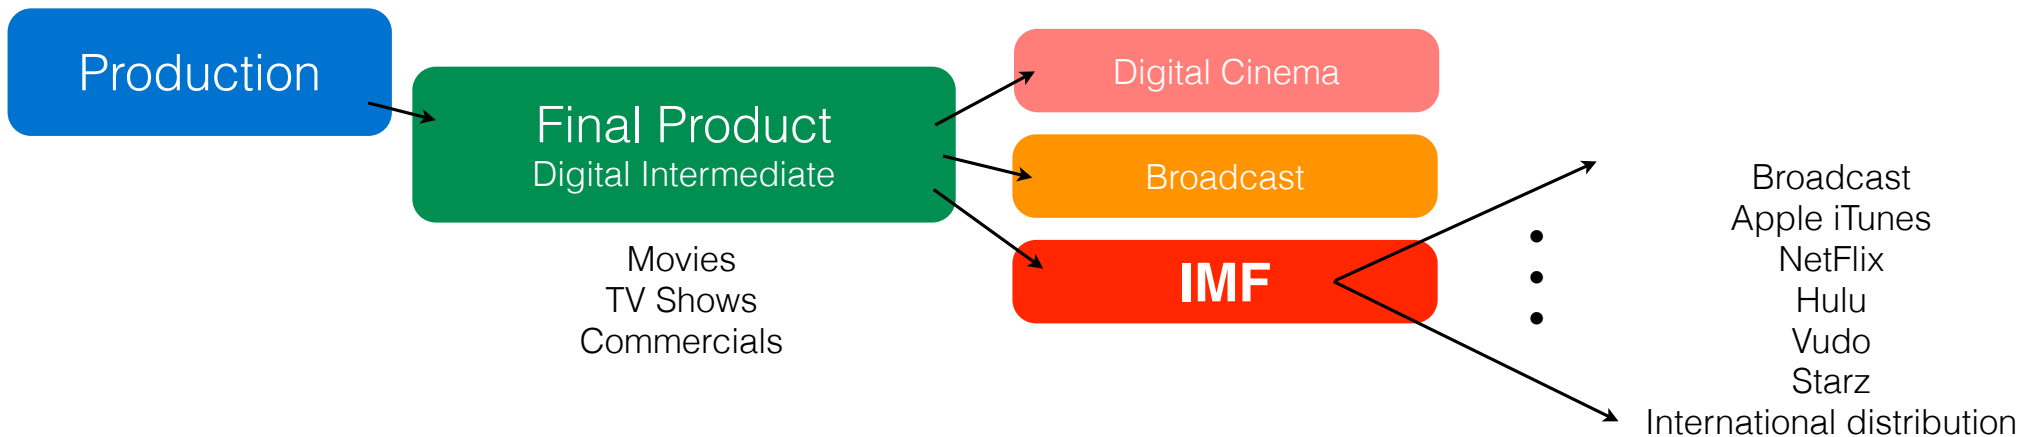 Production
Final Product
Digital Intermediate
Movies
TV Shows
Commercials
Digital Cinema
Broadcast
IMF
Broadcast
Apple iTunes
NetFlix
Hulu
Vudo
Starz
International distribution